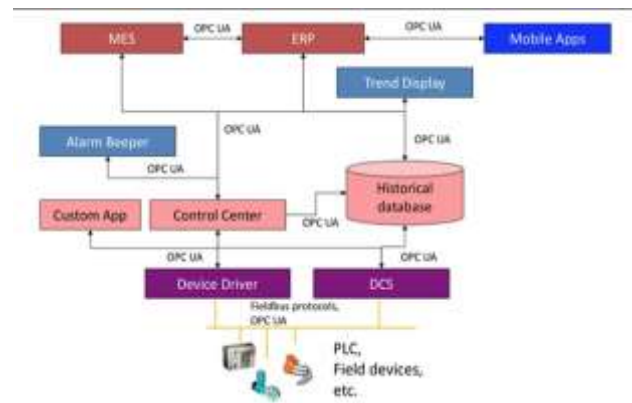 OPC UA
OPC UA
MES
ERP
Mobile Apps
Trend Display
OPC UA
Alarm Beeper
OPC UA
Historical
database
Custom App
Control Center
OPC UA
OPC UA
OPC UA
Device Driver
DCS
Fieldbus protocols,
OPC UA
PLC,
Field devices,
etc.